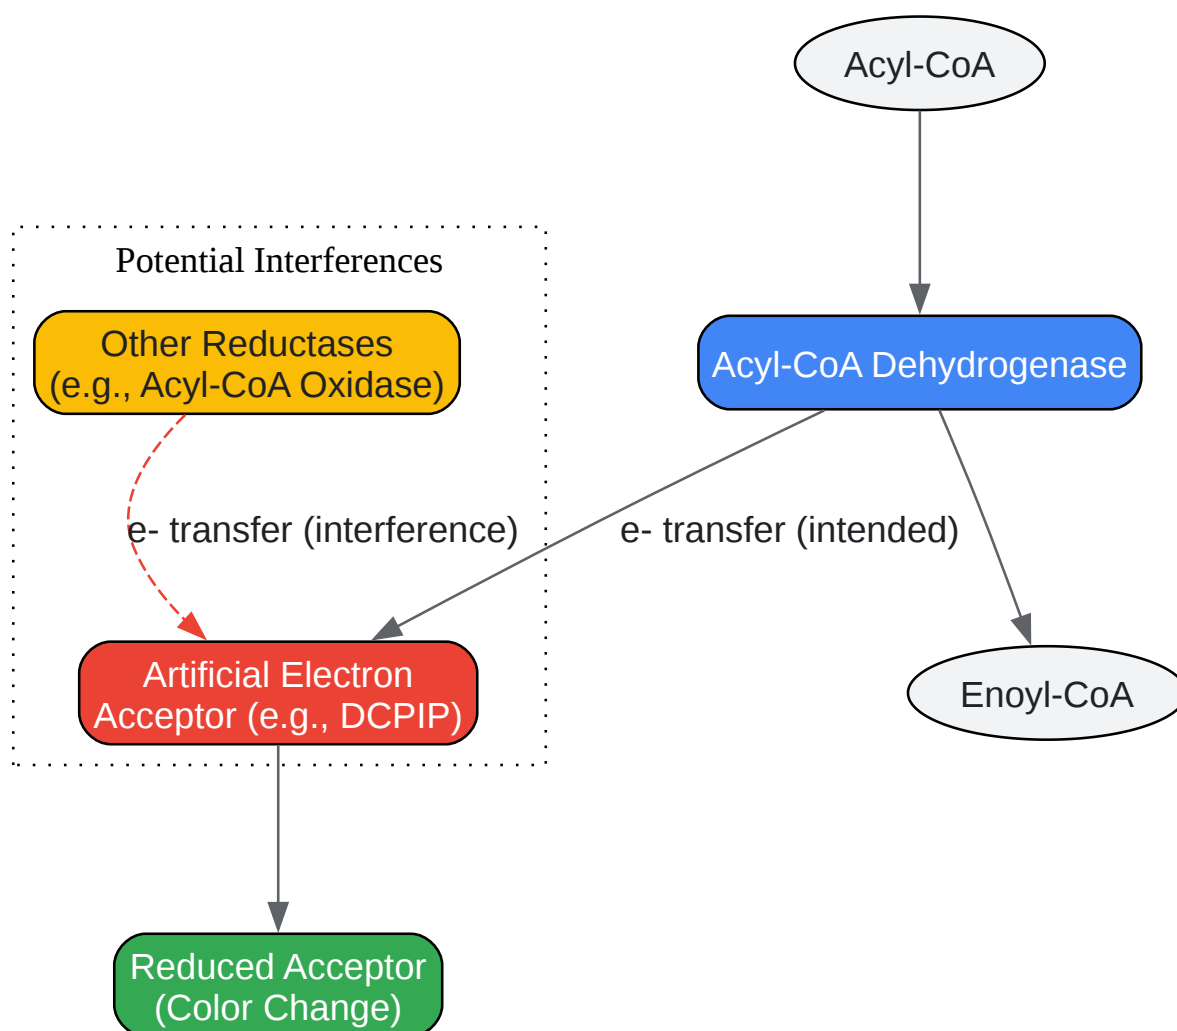 Acyl-CoA
Potential Interferences
Other Reductases
(e.g., Acyl-CoA Oxidase)
Acyl-CoA Dehydrogenase
e- transfer (interference)
e- transfer (intended)
Artificial Electron
Acceptor (e.g., DCPIP)
Enoyl-CoA
Reduced Acceptor
(Color Change)